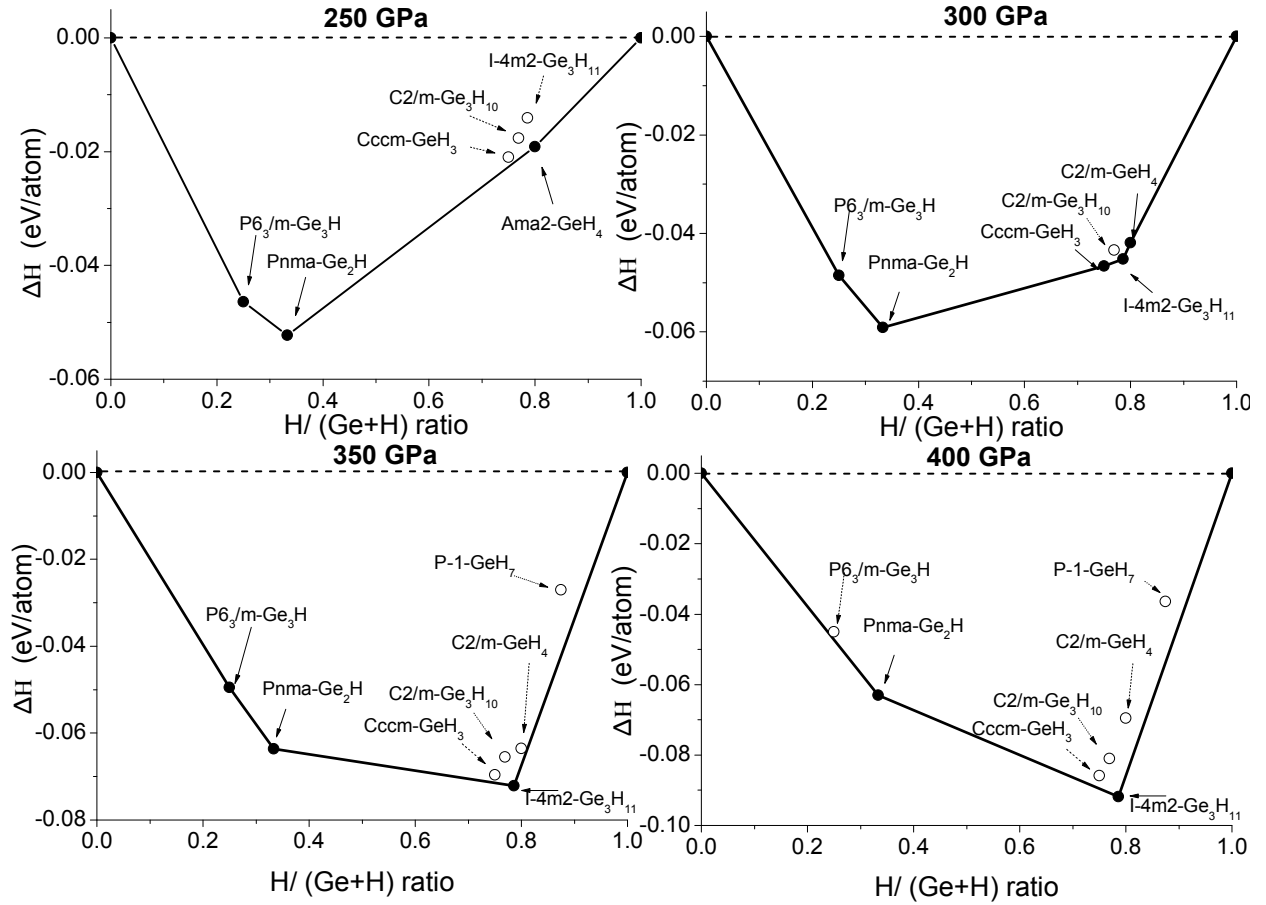 250 GPa
0.00
-0.02
-0.04
-0.06
ΔH (eV/atom)
I-4m2-Ge₃H₁₁
C2/m-Ge₃H₁₀
Cccm-GeH₃
Ama2-GeH₄
P6₃/m-Ge₃H
Pnma-Ge₂H
0.0 0.2 0.4 0.6 0.8 1.0
H/ (Ge+H) ratio
300 GPa
0.00
-0.02
-0.04
-0.06
ΔH (eV/atom)
C2/m-GeH₄
P6₃/m-Ge₃H
C2/m-Ge₃H₁₀
Cccm-GeH₃
Pnma-Ge₂H
I-4m2-Ge₃H₁₁
0.0 0.2 0.4 0.6 0.8 1.0
H/ (Ge+H) ratio
350 GPa
0.00
-0.02
-0.04
-0.06
-0.08
ΔH (eV/atom)
P-1-GeH₇
P6₃/m-Ge₃H
C2/m-GeH₄
Pnma-Ge₂H
C2/m-Ge₃H₁₀
Cccm-GeH₃
I-4m2-Ge₃H₁₁
0.0 0.2 0.4 0.6 0.8 1.0
H/ (Ge+H) ratio
400 GPa
0.00
-0.02
-0.04
-0.06
-0.08
-0.10
ΔH (eV/atom)
P6₃/m-Ge₃H
P-1-GeH₇
Pnma-Ge₂H
C2/m-GeH₄
C2/m-Ge₃H₁₀
Cccm-GeH₃
I-4m2-Ge₃H₁₁
0.0 0.2 0.4 0.6 0.8 1.0
H/ (Ge+H) ratio